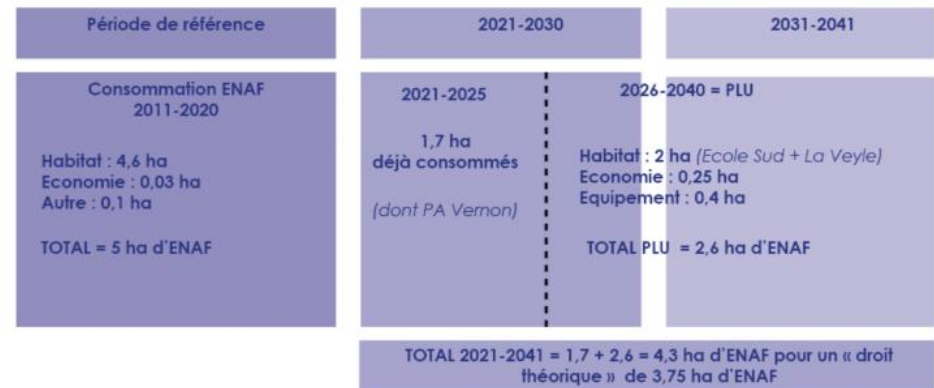 Période de référence
2021-2030
2031-2041
Consommation ENAF
2011-2020
Habitat : 4,6 ha
Economie : 0,03 ha
Autre : 0,1 ha
TOTAL = 5 ha d'ENAF
2021-2025
1,7 ha
déjà consommés
(dont PA Vernon)
2026-2040 = PLU
Habitat : 2 ha (Ecole Sud + La Veyle)
Economie : 0,25 ha
Equipement : 0,4 ha
TOTAL PLU = 2,6 ha d'ENAF
TOTAL 2021-2041 = 1,7 + 2,6 = 4,3 ha d'ENAF pour un « droit
théorique » de 3,75 ha d'ENAF